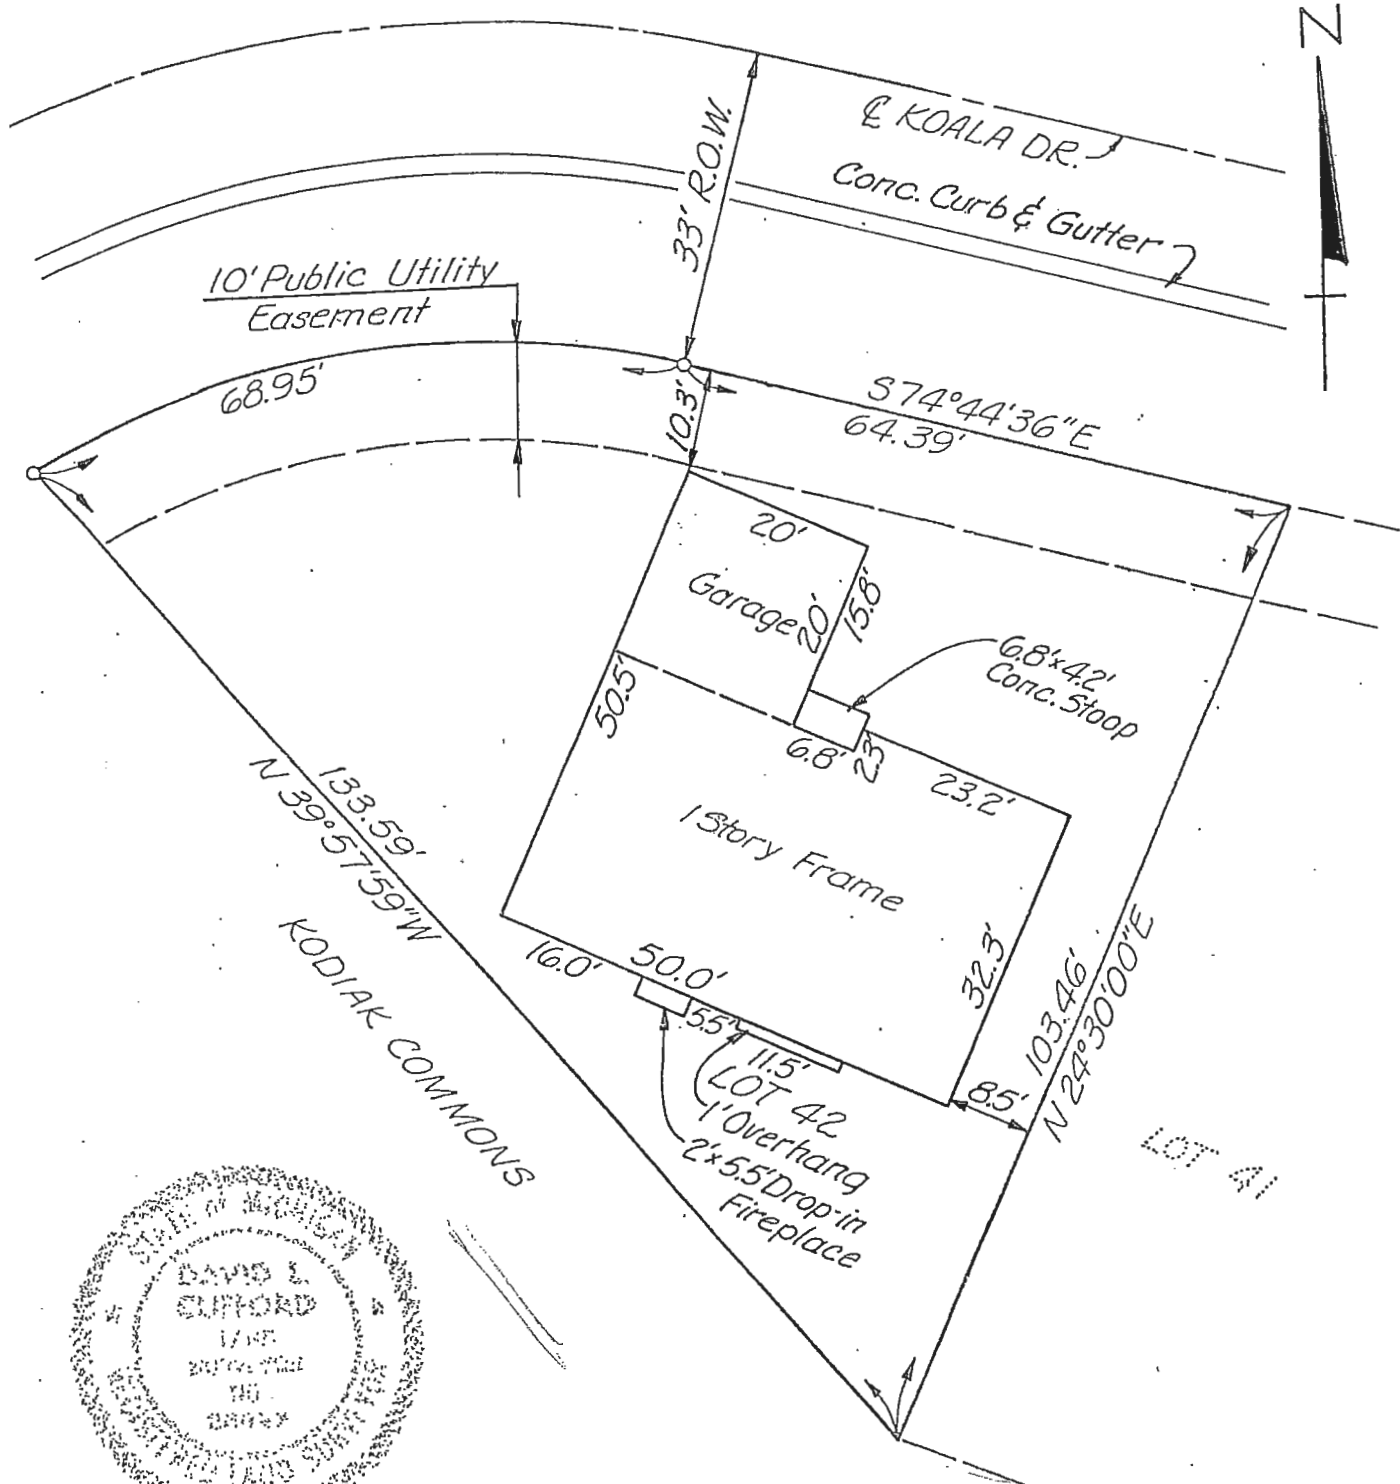 N
℄ KOALA DR.
Conc. Curb & Gutter
33' R.O.W.
10' Public Utility
Easement
68.95'
10.3'
S74°44'36"E
64.39'
20'
Garage
20'
15.8'
6.8'x4.2'
Conc. Stoop
50.5'
6.8'
2.3'
23.2'
1 Story Frame
133.59'
N 39°57'59"W
KODIAK COMMONS
16.0'
50.0'
32.3'
103.46'
N 24°30'00"E
5.5'
11.5'
8.5'
LOT 42
1' Overhang
2'x5.5' Drop-in
Fireplace
LOT 41
STATE OF MICHIGAN
DAVID L.
CLIFFORD